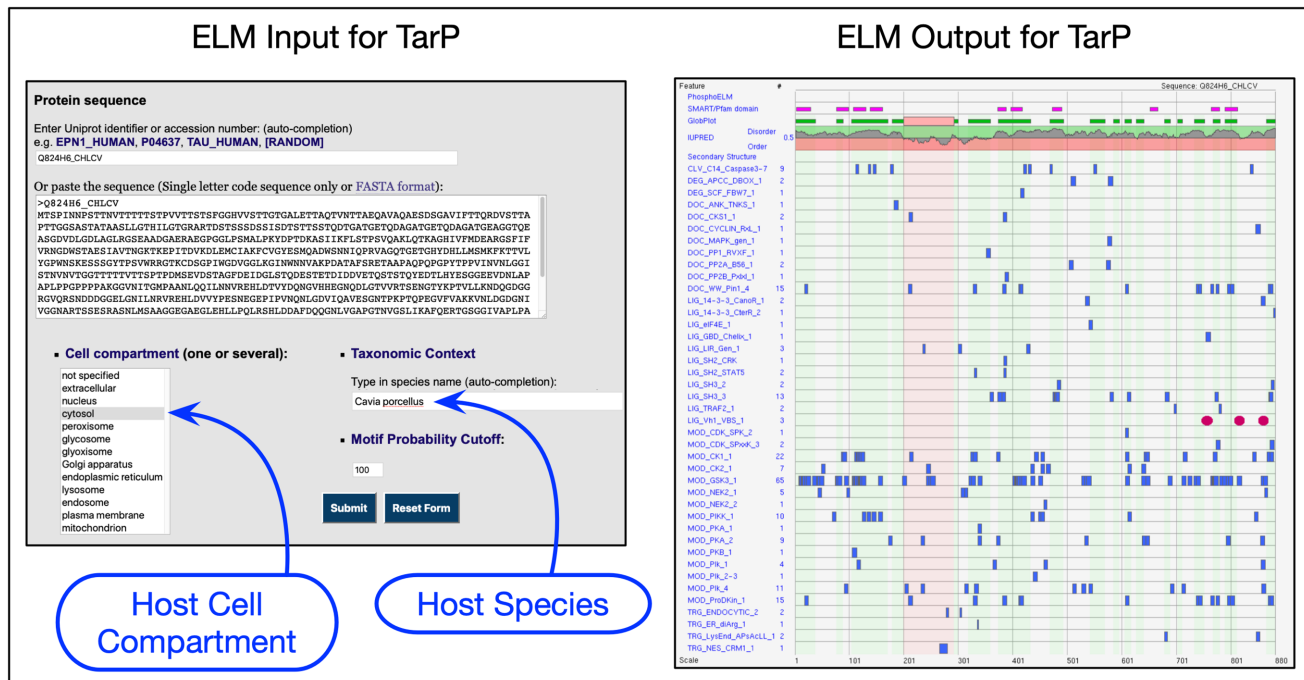 ELM Input for TarP
Protein sequence
Enter Uniprot identifier or accession number: (auto-completion)
e.g. EPN1_HUMAN, P04637, TAU_HUMAN, [RANDOM]
Q824H6_CHLCV
Or paste the sequence (Single letter code sequence only or FASTA format):
>Q824H6_CHLCV
MTSPINNPSTTNVTTTTTSTPVVTTSTSFGGHVVSTTGTGALETTAQTVNTTAEQAVAQAESDSGAVIFTTQRDVSTTA
PTTGGSASTATAASLLGTHILGTGRARTDSTSSSDSSISDTSTTSSSTQDTGATGETQDAGATGETQDAGATGEAGGTQE
ASGDVDLGDLAGLRGSEAADGAERAEGPGGLPSMALPKYDPTDKASIIKFLSTPSVQAKLQTKAGHIVFMDEARGSFIF
VRNGDWSTAESIAVTNGKTKEPITDVKDLEMCIAKFCVGYESMQADWSNNIQPRVAGQTGETGHYDHLLMSMKFKTTVL
YGPWNSKESSSGYTPSVWRRGTKCDSGPIWGDVGGLKGINWNNVAKPDATAFSRETAAPAQPQPGPYTPPVINVVNLGGI
STNVNVTGGTTTTTVTTSPTPDMSEVDSTAGFDEIDGLSTQDESTETDIDDVETQSTSTQYEDTLHYESGGEEVDNLAP
APLPPGPPPPAKGGVNITGMPAANLQQILNNVREHLDTVYDQNGVHHEGNQDLGTVVRTSENGTYKPTVLLKNDQGDGG
RGVQRSNDDDGGELGNILNRVREHLDVVYPESNEGEPIPVNQNLGDVIQAVESGNTPKPTQPEGVFVAKKVNLDGDGNI
VGGNARTSSESRASNLMSAAGGEGAEGLEHLLPQLRSHLDDAFDQQGNLVGAPGTNVGSLIKAFQERTGSGGIVAPLPA
Cell compartment (one or several):
not specified
extracellular
nucleus
cytosol
peroxisome
glycosome
glyoxisome
Golgi apparatus
endoplasmic reticulum
lysosome
endosome
plasma membrane
mitochondrion
Taxonomic Context
Type in species name (auto-completion):
Cavia porcellus
Motif Probability Cutoff:
100
Submit Reset Form
Host Cell
Compartment
Host Species
ELM Output for TarP
Feature # Sequence: Q824H6_CHLCV
PhosphoELM
SMART/Pfam domain
GlobPlot
Disorder
IUPRED 0.5
Order
Secondary Structure
CLV_C14_Caspase3-7 9
DEG_APCC_DBOX_1 2
DEG_SCF_FBW7_1 1
DOC_ANK_TNKS_1 1
DOC_CKS1_1 2
DOC_CYCLIN_RxL_1 1
DOC_MAPK_gen_1 1
DOC_PP1_RVXF_1 1
DOC_PP2A_B56_1 2
DOC_PP2B_PxIxI_1 1
DOC_WW_Pin1_4 15
LIG_14-3-3_CanoR_1 2
LIG_14-3-3_CterR_2 1
LIG_eIF4E_1 1
LIG_GBD_Chelix_1 1
LIG_LIR_Gen_1 3
LIG_SH2_CRK 1
LIG_SH2_STAT5 2
LIG_SH3_2 2
LIG_SH3_3 13
LIG_TRAF2_1 2
LIG_Vh1_VBS_1 3
MOD_CDK_SPK_2 1
MOD_CDK_SPxxK_3 2
MOD_CK1_1 22
MOD_CK2_1 7
MOD_GSK3_1 65
MOD_NEK2_1 5
MOD_NEK2_2 1
MOD_PIKK_1 10
MOD_PKA_1 1
MOD_PKA_2 9
MOD_PKB_1 1
MOD_Plk_1 4
MOD_Plk_2-3 1
MOD_Plk_4 11
MOD_ProDKin_1 15
TRG_ENDOCYTIC_2 2
TRG_ER_diArg_1 1
TRG_LysEnd_APsAcLL_1 2
TRG_NES_CRM1_1 1
Scale 1 101 201 301 401 501 601 701 801 880